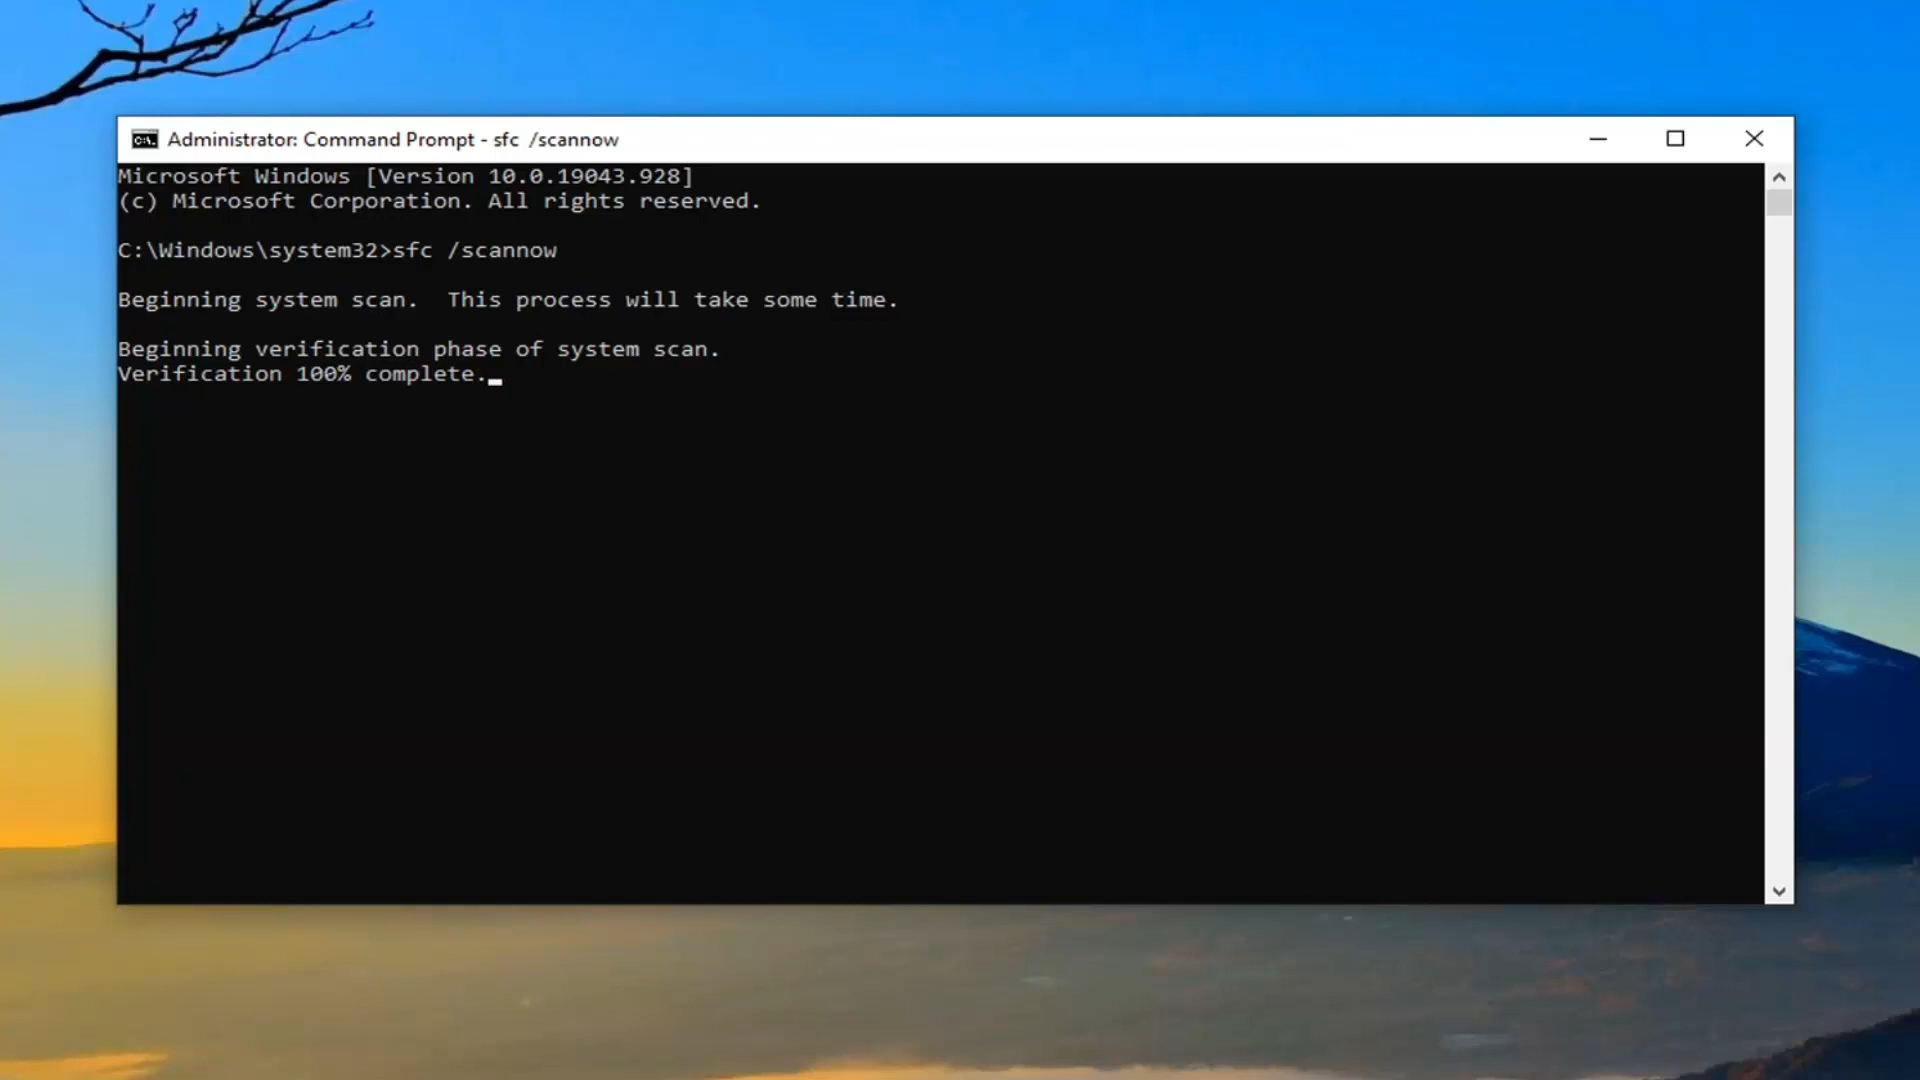 Administrator: Command Prompt - sfc  /scannow
Microsoft Windows [Version 10.0.19043.928]
(c) Microsoft Corporation. All rights reserved.
C:\Windows\system32>sfc /scannow
Beginning system scan.  This process will take some time.
Beginning verification phase of system scan.
Verification 100% complete.